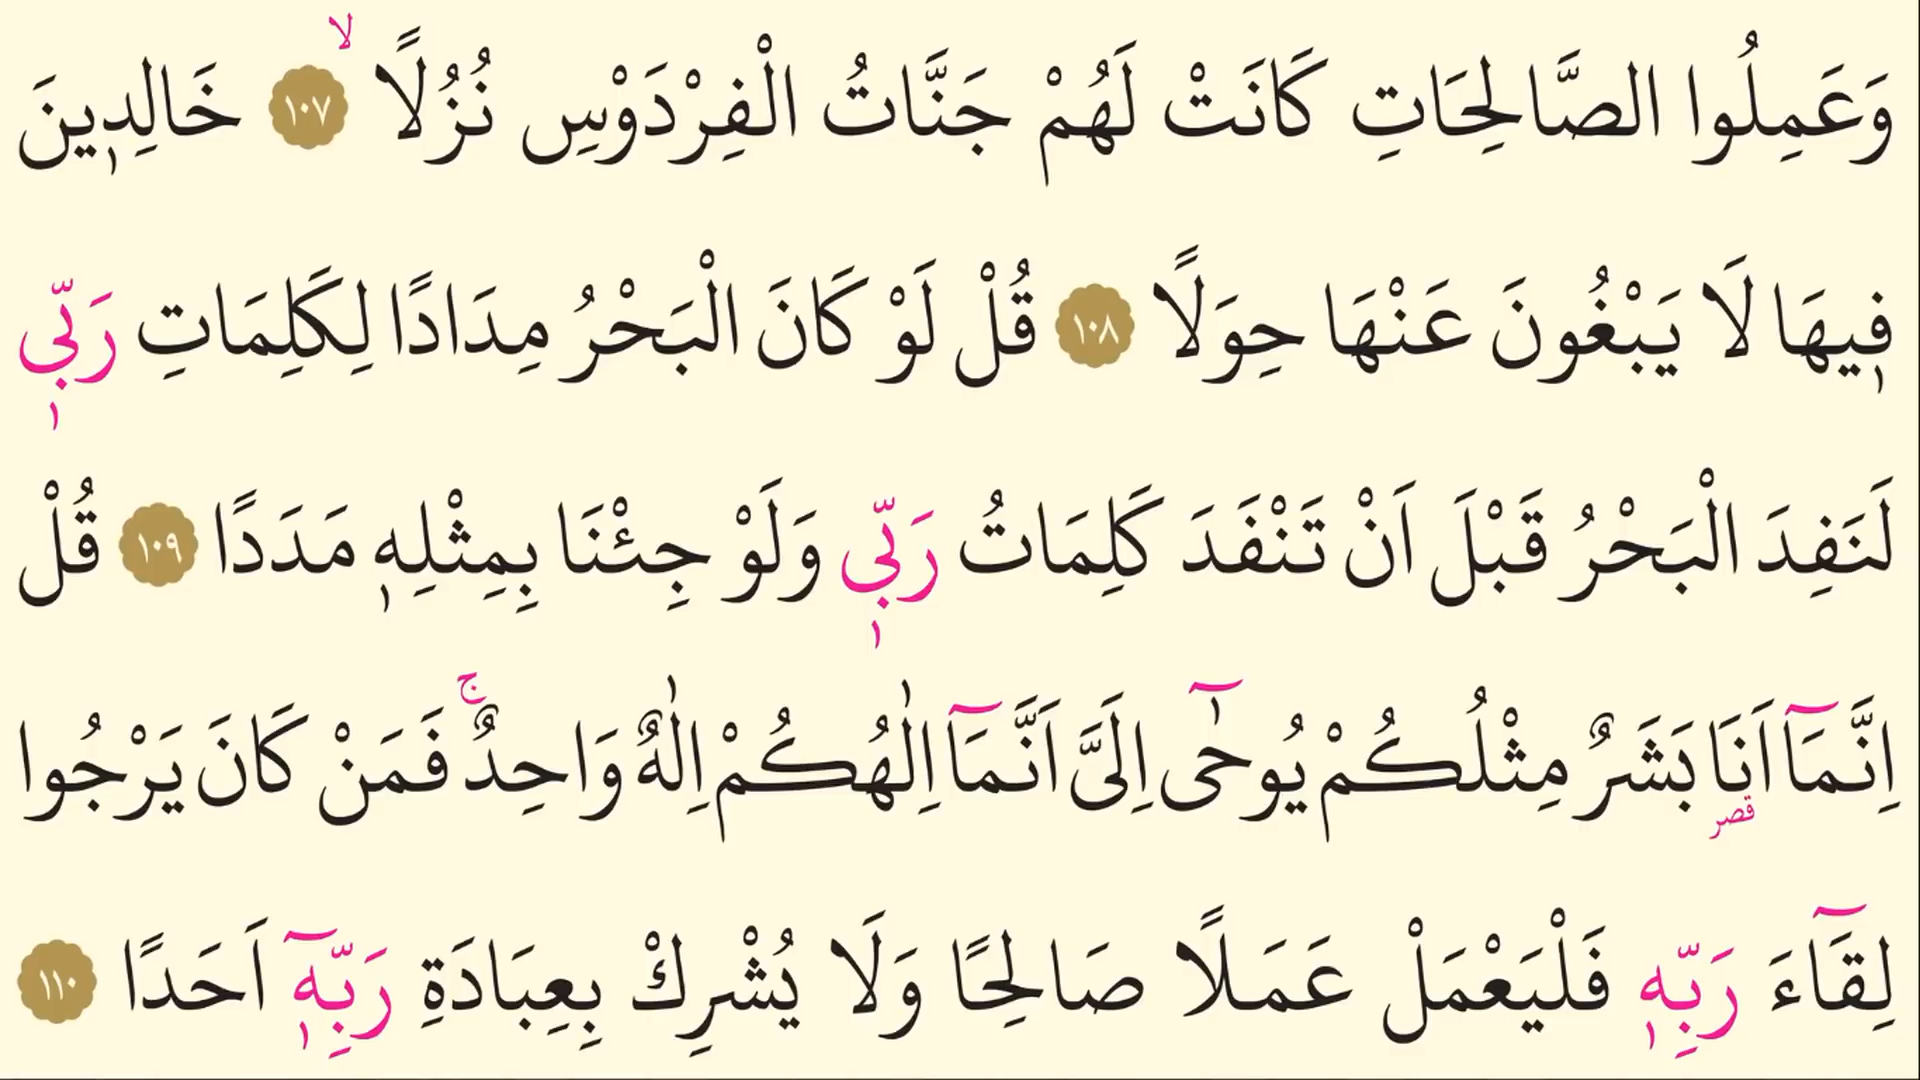 وَعَمِلُوا الصَّالِحَاتِ كَانَتْ لَهُمْ جَنَّاتُ الْفِرْدَوْسِ نُزُلًاۙ ١٠٧ خَالِدٖينَ
فٖيهَا لَا يَبْغُونَ عَنْهَا حِوَلًا ١٠٨ قُلْ لَوْ كَانَ الْبَحْرُ مِدَادًا لِكَلِمَاتِ رَبّٖي
لَنَفِدَ الْبَحْرُ قَبْلَ اَنْ تَنْفَدَ كَلِمَاتُ رَبّٖي وَلَوْ جِئْنَا بِمِثْلِهٖ مَدَدًا ١٠٩ قُلْ
اِنَّمَٓا اَنَا۬ قصر بَشَرٌ مِثْلُكُمْ يُوحٰٓى اِلَىَّ اَنَّمَٓا اِلٰهُكُمْ اِلٰهٌ وَاحِدٌۚ فَمَنْ كَانَ يَرْجُوا
لِقَٓاءَ رَبِّهٖ فَلْيَعْمَلْ عَمَلًا صَالِحًا وَلَا يُشْرِكْ بِعِبَادَةِ رَبِّهٖٓ اَحَدًا ١١٠